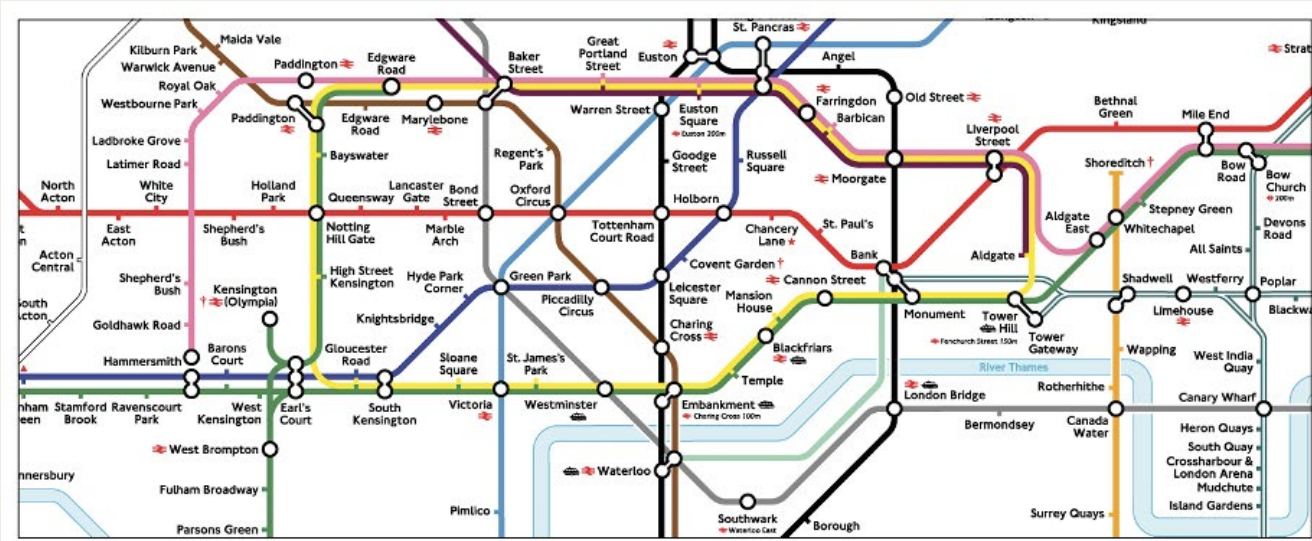 St. Pancras
Kingsland
Maida Vale
Kilburn Park
Warwick Avenue
Royal Oak
Westbourne Park
Ladbroke Grove
Latimer Road
Paddington
Edgware
Road
Baker
Street
Great
Portland
Street
Euston
Angel
Paddington
Edgware
Road
Marylebone
Warren Street
Euston
Square
Euston 200m
Farringdon
Barbican
Old Street
Liverpool
Street
Bethnal
Green
Mile End
Bayswater
Regent's
Park
Goodge
Street
Russell
Square
Moorgate
Shoreditch †
Bow
Road
Bow
Church
200m
North
Acton
White
City
Holland
Park
Queensway
Lancaster
Gate
Bond
Street
Oxford
Circus
Holborn
Stepney Green
Whitechapel
Aldgate
East
Devons
Road
All Saints
East
Acton
Shepherd's
Bush
Notting
Hill Gate
Marble
Arch
Tottenham
Court Road
Chancery
Lane
St. Paul's
Bank
Aldgate
Acton
Central
Shepherd's
Bush
Kensington
(Olympia)
†
High Street
Kensington
Hyde Park
Corner
Green Park
Covent Garden †
Leicester
Square
Cannon Street
Mansion
House
Monument
Tower
Hill
Fenchurch Street 150m
Tower
Gateway
Shadwell
Westferry
Poplar
Limehouse
Goldhawk Road
Knightsbridge
Piccadilly
Circus
Charing
Cross
Blackfriars
Temple
Hammersmith
Barons
Court
Gloucester
Road
Sloane
Square
St. James's
Park
River Thames
Wapping
West India
Quay
Stamford
Brook
Ravenscourt
Park
West
Kensington
Earl's
Court
South
Kensington
Victoria
Westminster
Embankment
Charing Cross 100m
London Bridge
Bermondsey
Rotherhithe
Canada
Water
Canary Wharf
Heron Quays
South Quay
Crossharbour &
London Arena
Mudchute
Island Gardens
West Brompton
Fulham Broadway
Parsons Green
Pimlico
Waterloo
Southwark
Waterloo East
Borough
Surrey Quays